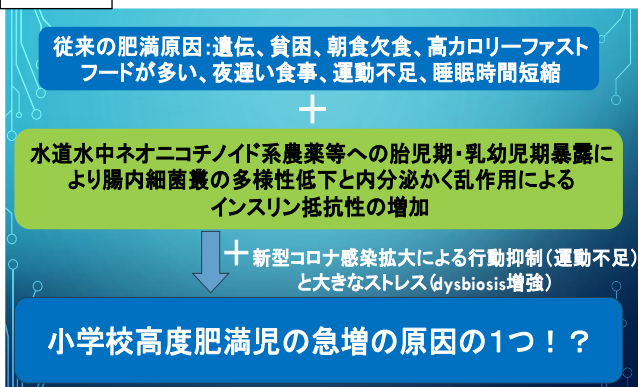 従来の肥満原因:遺伝、貧困、朝食欠食、高カロリーファスト
フードが多い、夜遅い食事、運動不足、睡眠時間短縮
＋
水道水中ネオニコチノイド系農薬等への胎児期・乳幼児期暴露に
より腸内細菌叢の多様性低下と内分泌かく乱作用による
インスリン抵抗性の増加
＋新型コロナ感染拡大による行動抑制(運動不足)
と大きなストレス(dysbiosis増強)
小学校高度肥満児の急増の原因の1つ！？